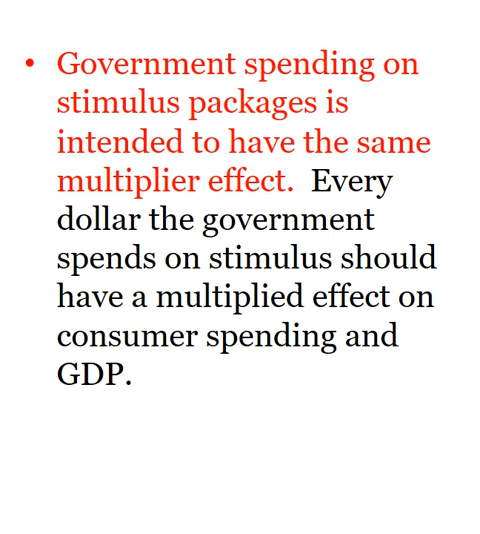 • Government spending on
stimulus packages is
intended to have the same
multiplier effect.  Every
dollar the government
spends on stimulus should
have a multiplied effect on
consumer spending and
GDP.